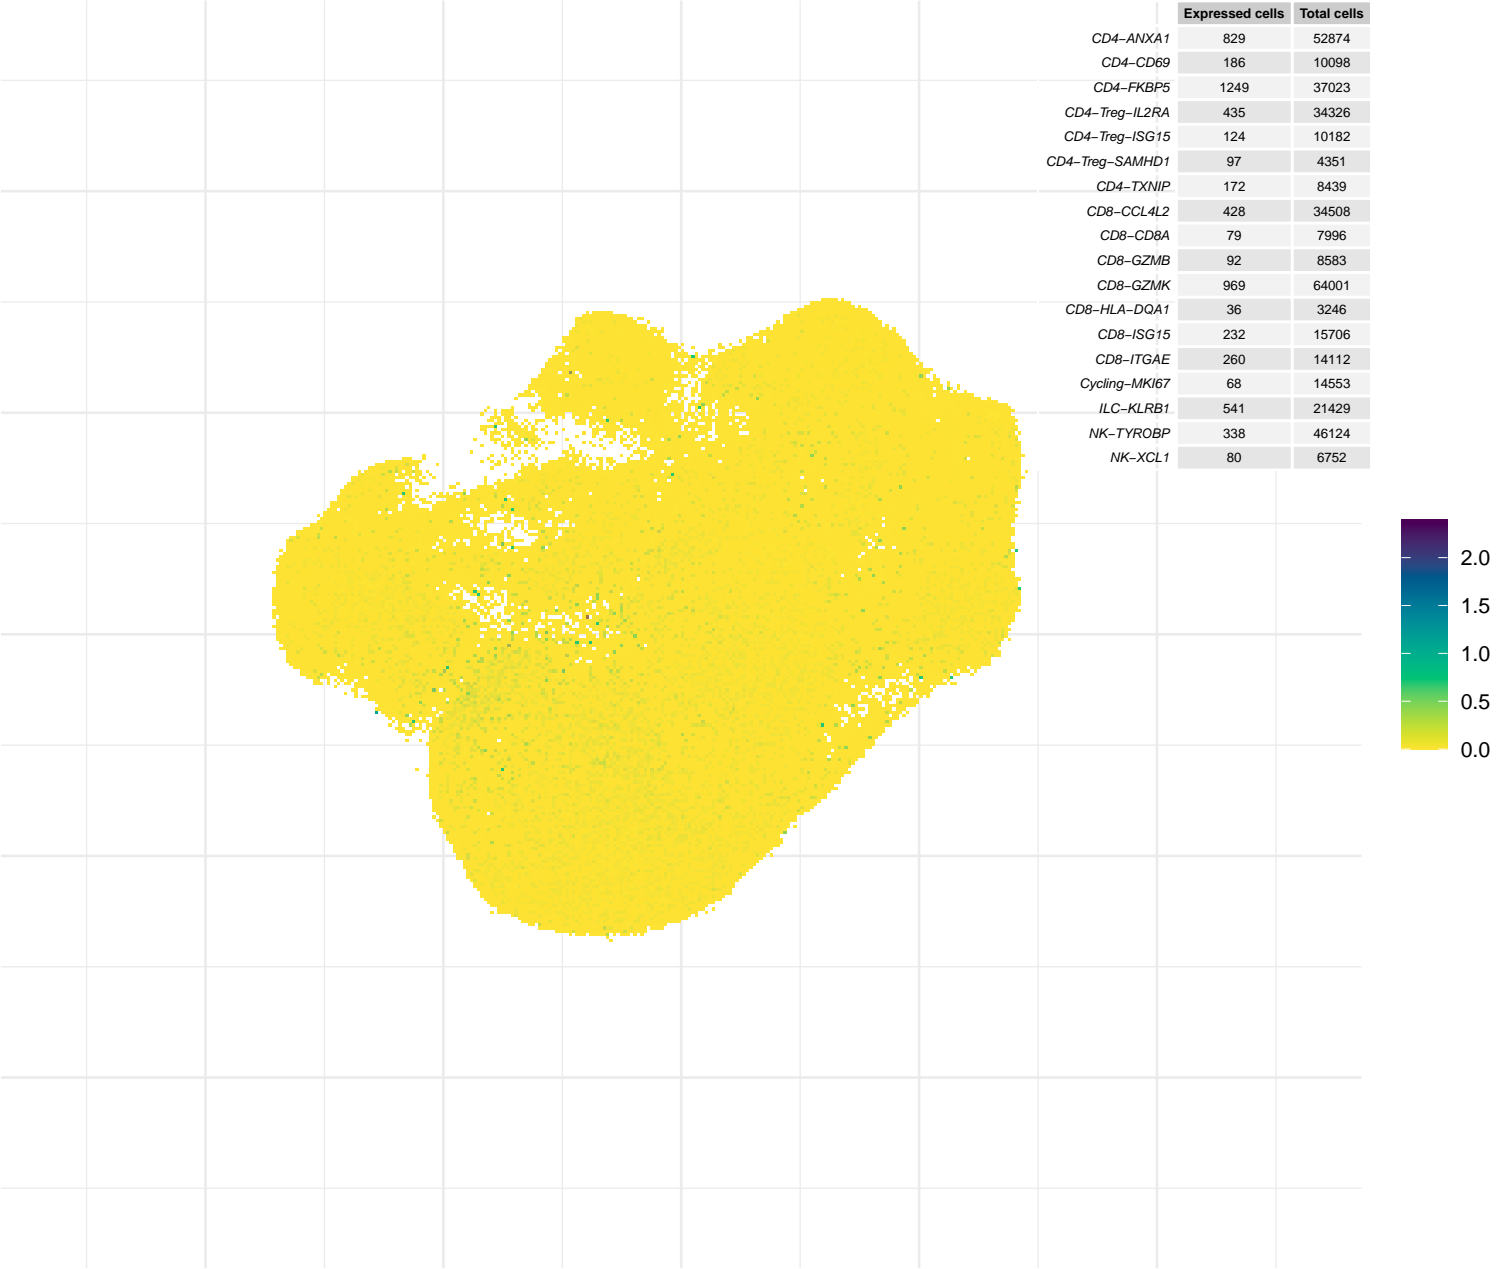 Expressed cells Total cells
CD4−ANXA1 829 52874
CD4−CD69 186 10098
CD4−FKBP5 1249 37023
CD4−Treg−IL2RA 435 34326
CD4−Treg−ISG15 124 10182
CD4−Treg−SAMHD1 97 4351
CD4−TXNIP 172 8439
CD8−CCL4L2 428 34508
CD8−CD8A 79 7996
CD8−GZMB 92 8583
CD8−GZMK 969 64001
CD8−HLA−DQA1 36 3246
CD8−ISG15 232 15706
CD8−ITGAE 260 14112
Cycling−MKI67 68 14553
ILC−KLRB1 541 21429
NK−TYROBP 338 46124
NK−XCL1 80 6752
2.0
1.5
1.0
0.5
0.0